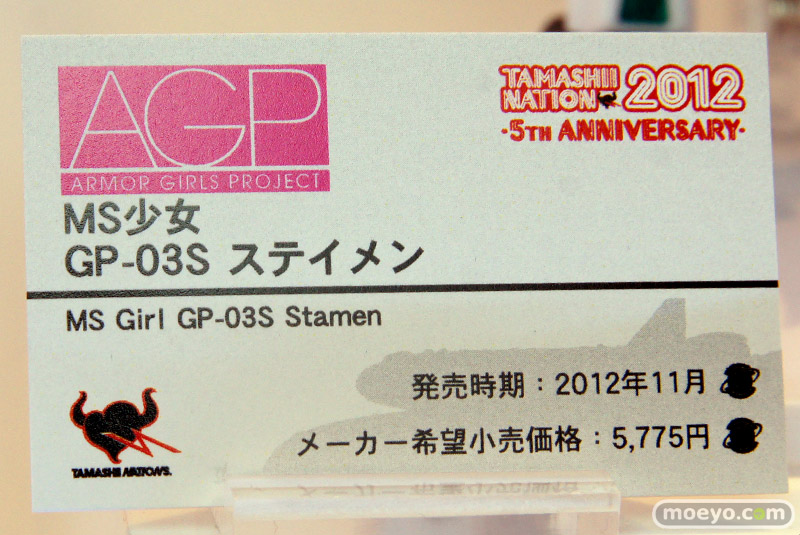 AGP
ARMOR GIRLS PROJECT
TAMASHII
NATION 2012
·5TH ANNIVERSARY·
MS少女
GP-03S ステイメン
MS Girl GP-03S Stamen
発売時期：2012年11月
メーカー希望小売価格：5,775円
TAMASHII NATIONS.
moeyo.com